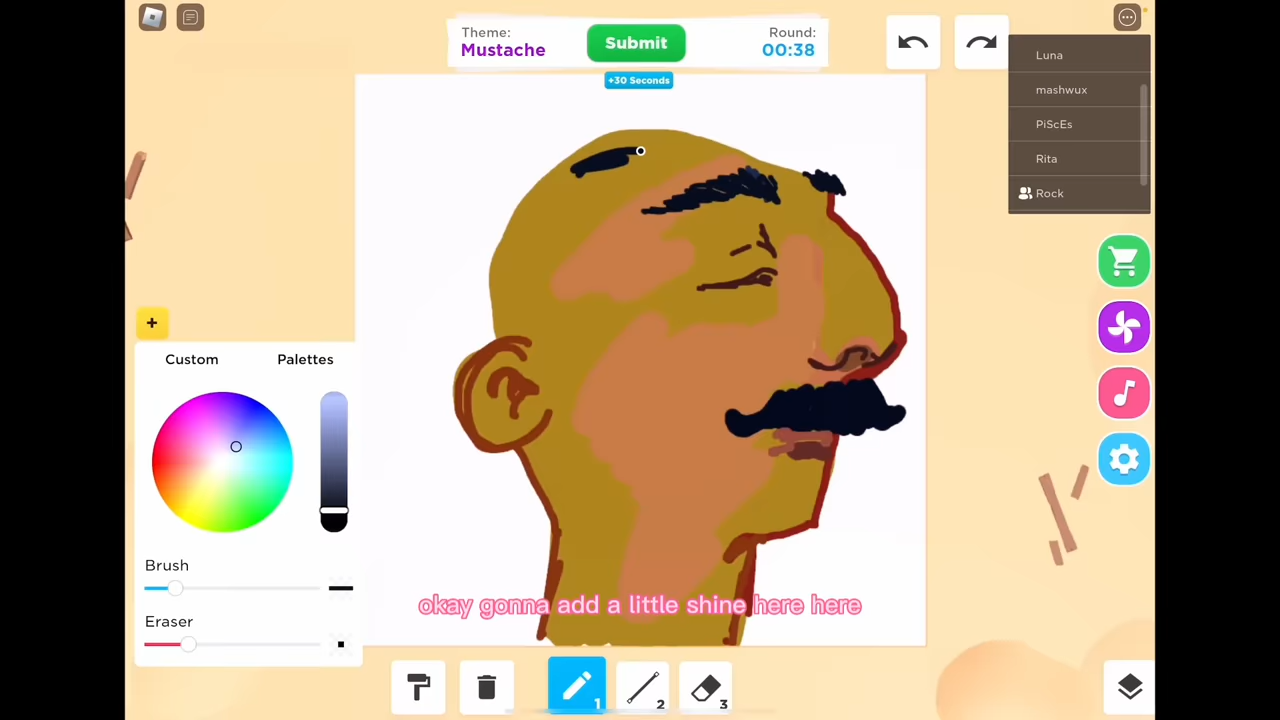 Theme:
Mustache
Submit
Round:
00:38
+30 Seconds
Luna
mashwux
PiScEs
Rita
Rock
+
Custom
Palettes
Brush
Eraser
okay gonna add a little shine here here
1
2
3